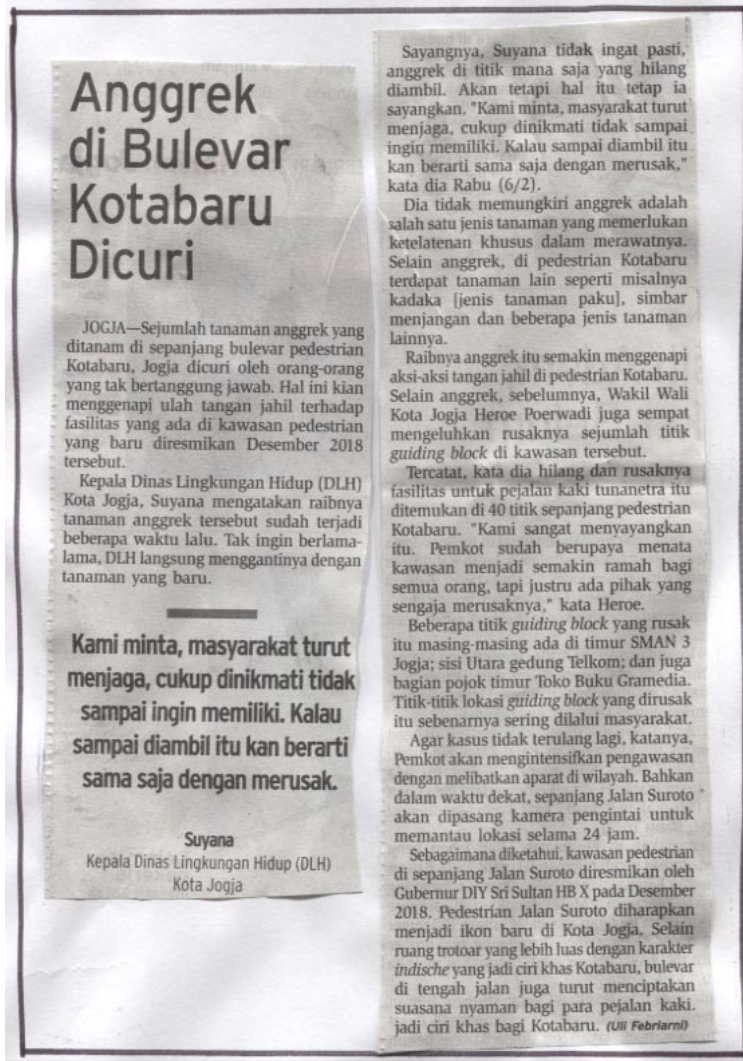 Anggrek
di Bulevar
Kotabaru
Dicuri
JOGJA—Sejumlah tanaman anggrek yang
ditanam di sepanjang bulevar pedestrian
Kotabaru, Jogja dicuri oleh orang-orang
yang tak bertanggung jawab. Hal ini kian
menggenapi ulah tangan jahil terhadap
fasilitas yang ada di kawasan pedestrian
yang baru diresmikan Desember 2018
tersebut.
Kepala Dinas Lingkungan Hidup (DLH)
Kota Jogja, Suyana mengatakan raibnya
tanaman anggrek tersebut sudah terjadi
beberapa waktu lalu. Tak ingin berlama-
lama, DLH langsung menggantinya dengan
tanaman yang baru.
Kami minta, masyarakat turut
menjaga, cukup dinikmati tidak
sampai ingin memiliki. Kalau
sampai diambil itu kan berarti
sama saja dengan merusak.
Suyana
Kepala Dinas Lingkungan Hidup (DLH)
Kota Jogja
Sayangnya, Suyana tidak ingat pasti,
anggrek di titik mana saja yang hilang
diambil. Akan tetapi hal itu tetap ia
sayangkan. "Kami minta, masyarakat turut
menjaga, cukup dinikmati tidak sampai
ingin memiliki. Kalau sampai diambil itu
kan berarti sama saja dengan merusak,"
kata dia Rabu (6/2).
Dia tidak memungkiri anggrek adalah
salah satu jenis tanaman yang memerlukan
ketelatenan khusus dalam merawatnya.
Selain anggrek, di pedestrian Kotabaru
terdapat tanaman lain seperti misalnya
kadaka [jenis tanaman paku], simbar
menjangan dan beberapa jenis tanaman
lainnya.
Raibnya anggrek itu semakin menggenapi
aksi-aksi tangan jahil di pedestrian Kotabaru.
Selain anggrek, sebelumnya, Wakil Wali
Kota Jogja Heroe Poerwadi juga sempat
mengeluhkan rusaknya sejumlah titik
guiding block di kawasan tersebut.
Tercatat, kata dia hilang dan rusaknya
fasilitas untuk pejalan kaki tunanetra itu
ditemukan di 40 titik sepanjang pedestrian
Kotabaru. "Kami sangat menyayangkan
itu. Pemkot sudah berupaya menata
kawasan menjadi semakin ramah bagi
semua orang, tapi justru ada pihak yang
sengaja merusaknya," kata Heroe.
Beberapa titik guiding block yang rusak
itu masing-masing ada di timur SMAN 3
Jogja; sisi Utara gedung Telkom; dan juga
bagian pojok timur Toko Buku Gramedia.
Titik-titik lokasi guiding block yang dirusak
itu sebenarnya sering dilalui masyarakat.
Agar kasus tidak terulang lagi, katanya,
Pemkot akan mengintensifkan pengawasan
dengan melibatkan aparat di wilayah. Bahkan
dalam waktu dekat, sepanjang Jalan Suroto
akan dipasang kamera pengintai untuk
memantau lokasi selama 24 jam.
Sebagaimana diketahui, kawasan pedestrian
di sepanjang Jalan Suroto diresmikan oleh
Gubernur DIY Sri Sultan HB X pada Desember
2018. Pedestrian Jalan Suroto diharapkan
menjadi ikon baru di Kota Jogja. Selain
ruang trotoar yang lebih luas dengan karakter
indische yang jadi ciri khas Kotabaru, bulevar
di tengah jalan juga turut menciptakan
suasana nyaman bagi para pejalan kaki.
jadi ciri khas bagi Kotabaru. (Uli Febriarni)